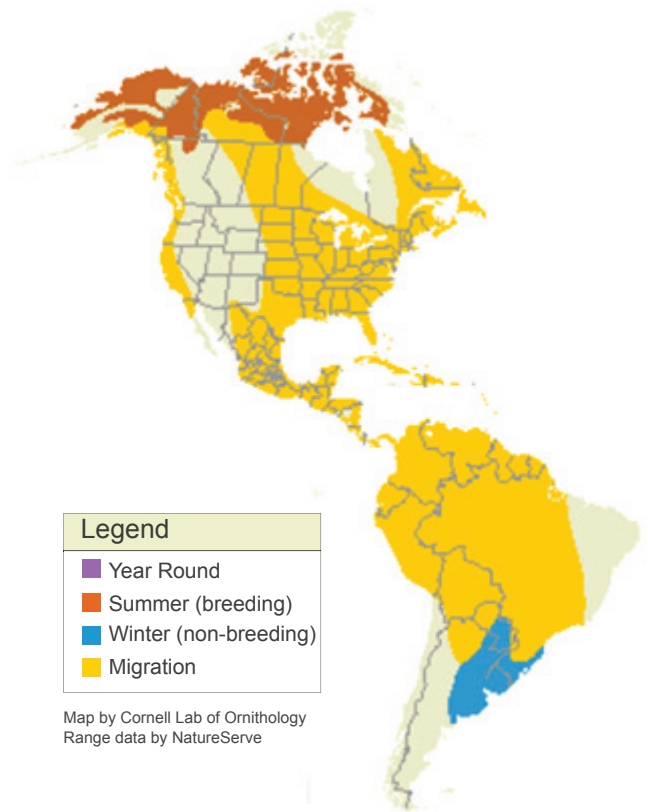 Legend
Year Round
Summer (breeding)
Winter (non-breeding)
Migration
Map by Cornell Lab of Ornithology
Range data by NatureServe